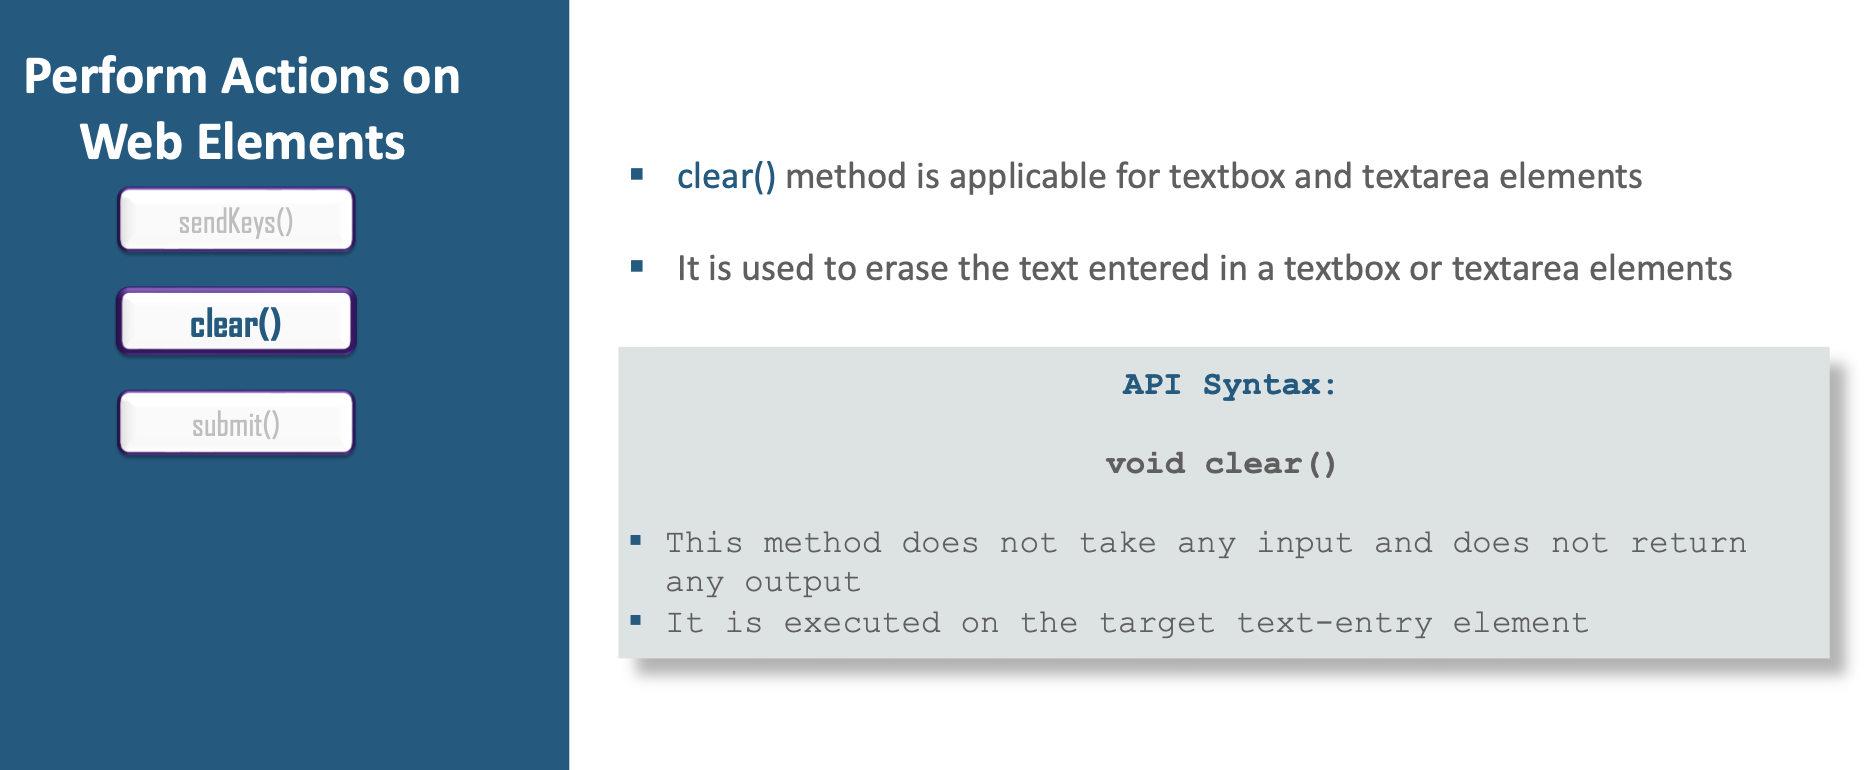 Perform Actions on
Web Elements
sendKeys()
clear()
submit()
▪ clear() method is applicable for textbox and textarea elements
▪ It is used to erase the text entered in a textbox or textarea elements
API Syntax:
void clear()
▪ This method does not take any input and does not return
any output
▪ It is executed on the target text-entry element